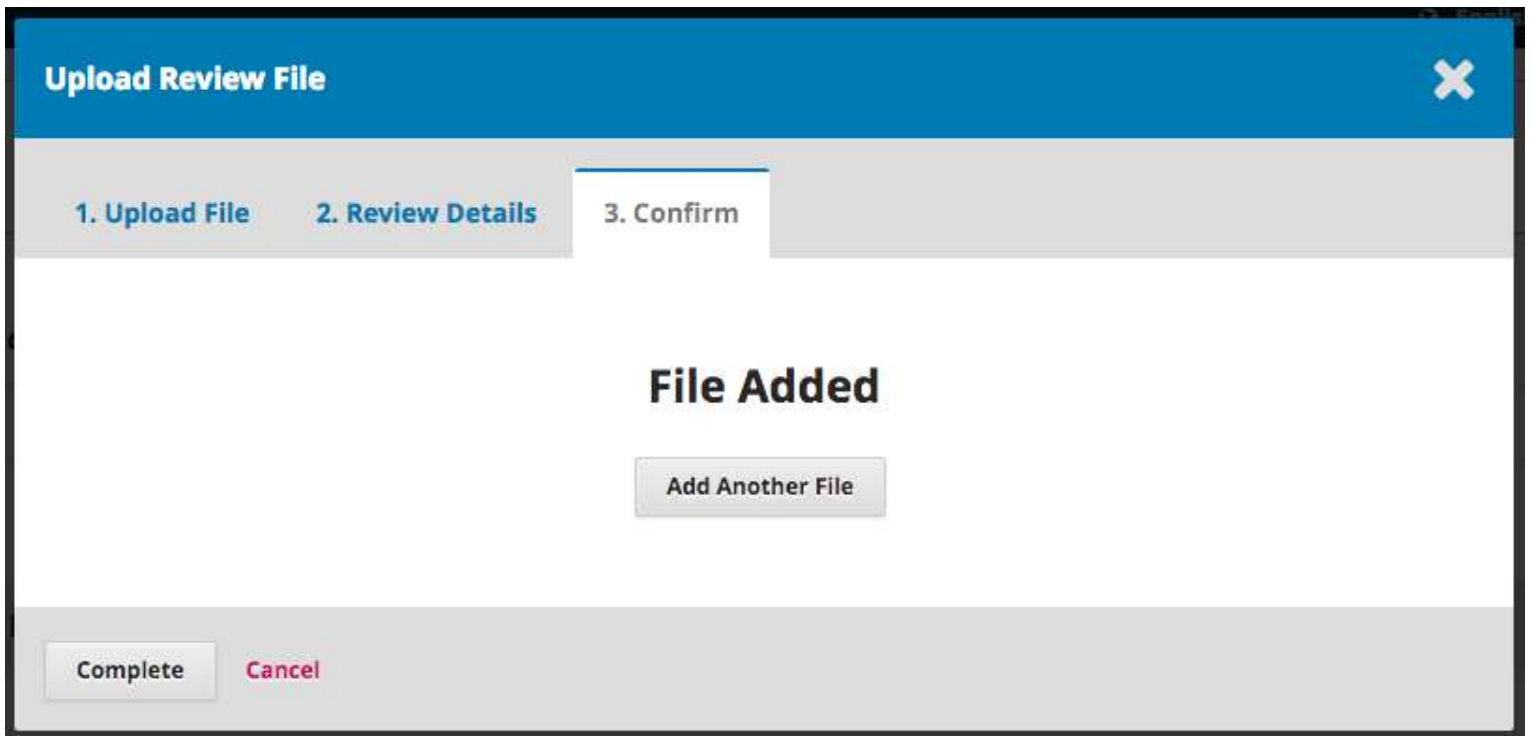 Upload Review File
1. Upload File 2. Review Details 3. Confirm
File Added
Add Another File
Complete Cancel